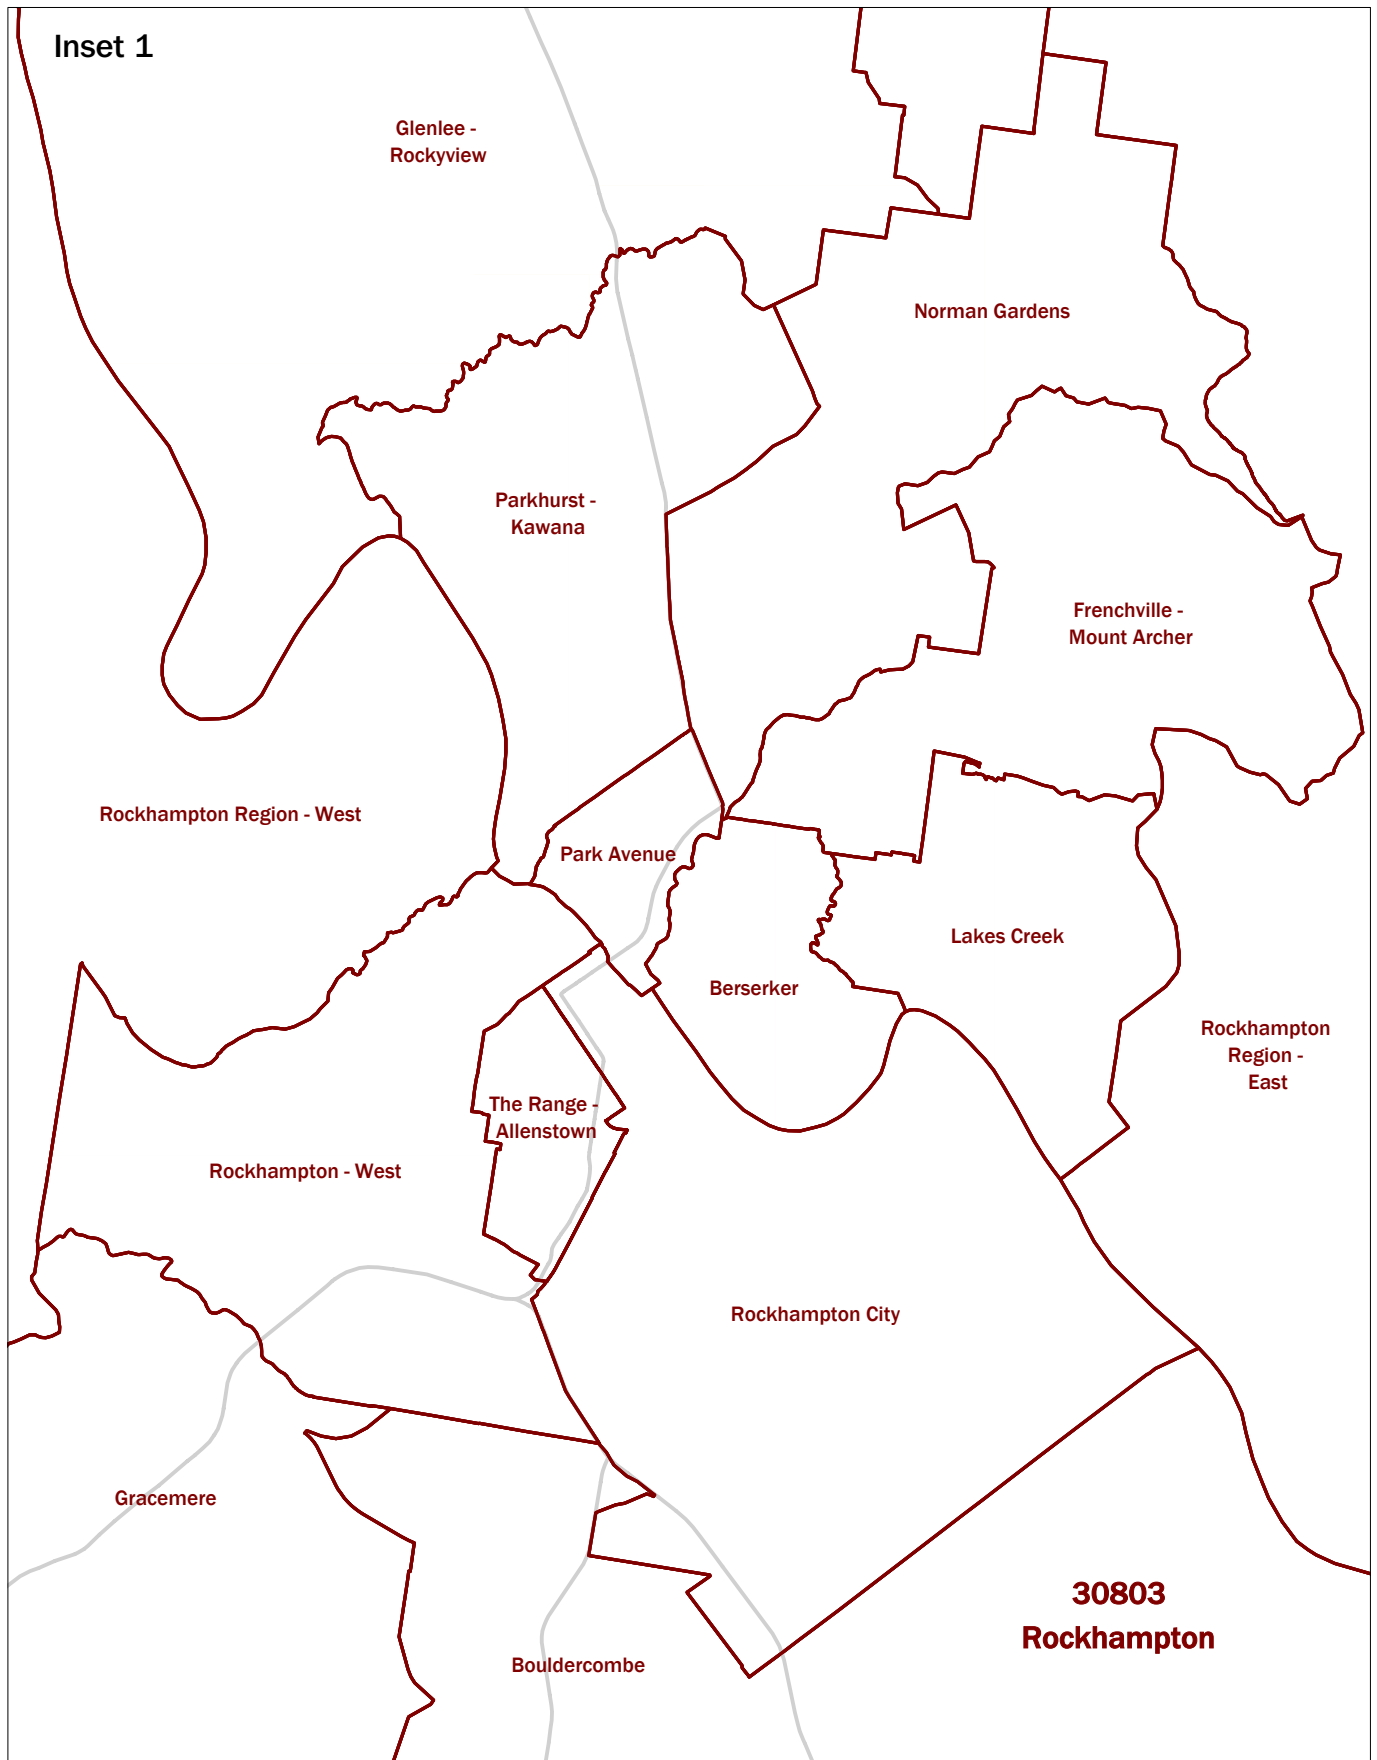 Inset 1
Glenlee -
Rockyview
Norman Gardens
Parkhurst -
Kawana
Frenchville -
Mount Archer
Rockhampton Region - West
Park Avenue
Lakes Creek
Berserker
Rockhampton
Region -
East
The Range -
Allenstown
Rockhampton - West
Rockhampton City
Gracemere
30803
Rockhampton
Bouldercombe